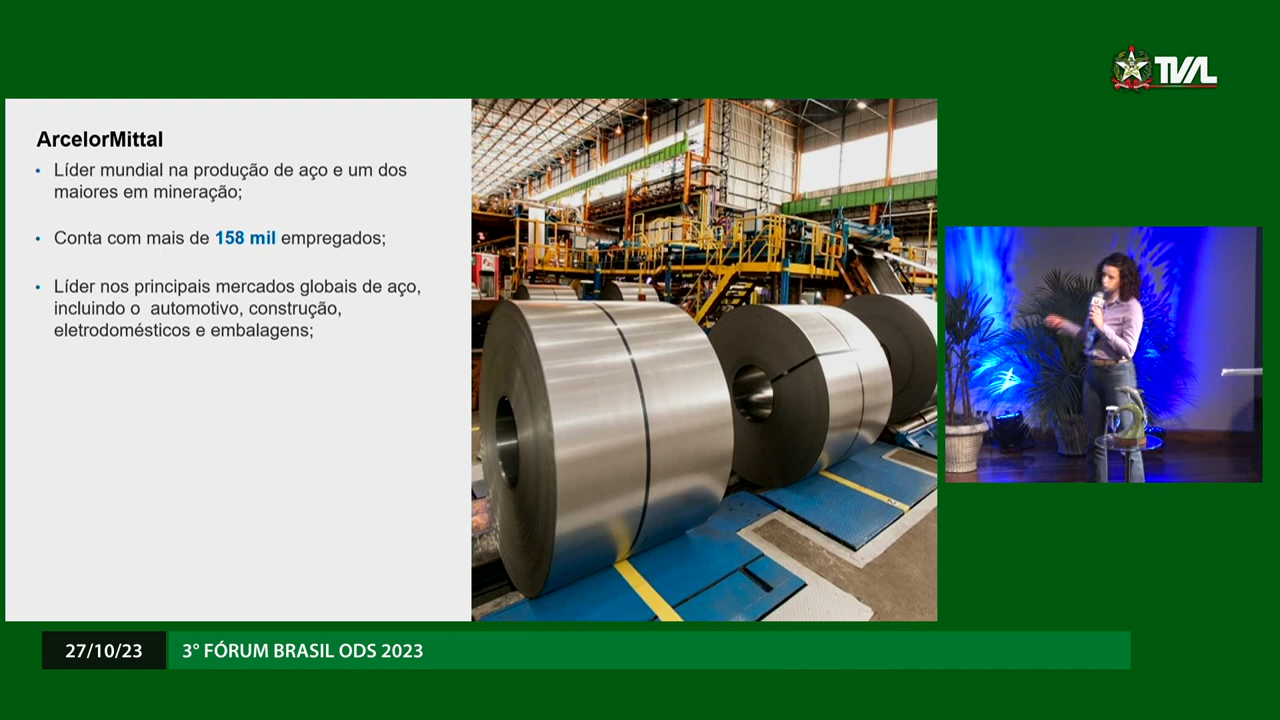 TVAL
ArcelorMittal
• Líder mundial na produção de aço e um dos
maiores em mineração;
• Conta com mais de 158 mil empregados;
• Líder nos principais mercados globais de aço,
incluindo o automotivo, construção,
eletrodomésticos e embalagens;
27/10/23
3° FÓRUM BRASIL ODS 2023